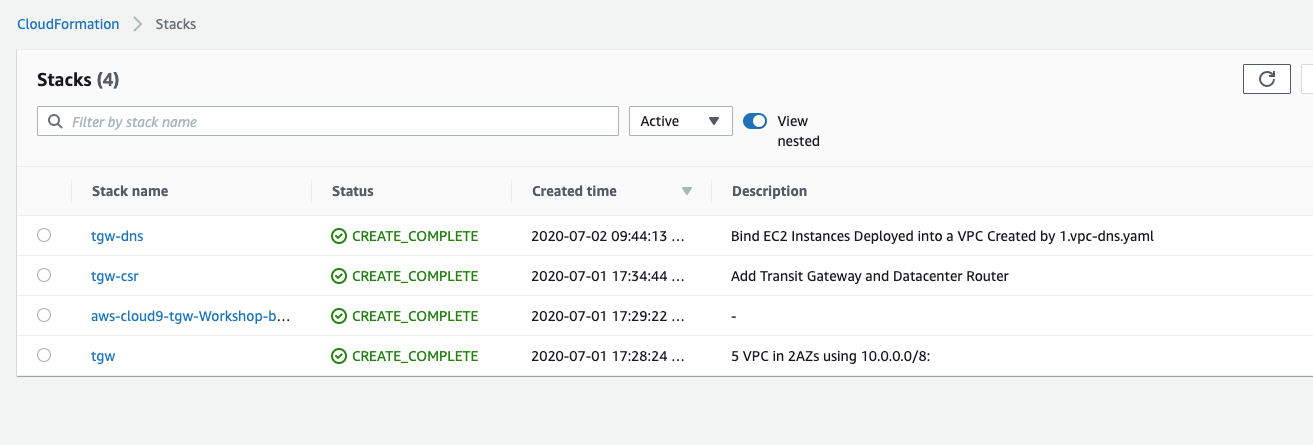 CloudFormation > Stacks
Stacks (4)
Filter by stack name
Active
View
nested
Stack name Status Created time Description
tgw-dns CREATE_COMPLETE 2020-07-02 09:44:13 ... Bind EC2 Instances Deployed into a VPC Created by 1.vpc-dns.yaml
tgw-csr CREATE_COMPLETE 2020-07-01 17:34:44 ... Add Transit Gateway and Datacenter Router
aws-cloud9-tgw-Workshop-b... CREATE_COMPLETE 2020-07-01 17:29:22 ... -
tgw CREATE_COMPLETE 2020-07-01 17:28:24 ... 5 VPC in 2AZs using 10.0.0.0/8: